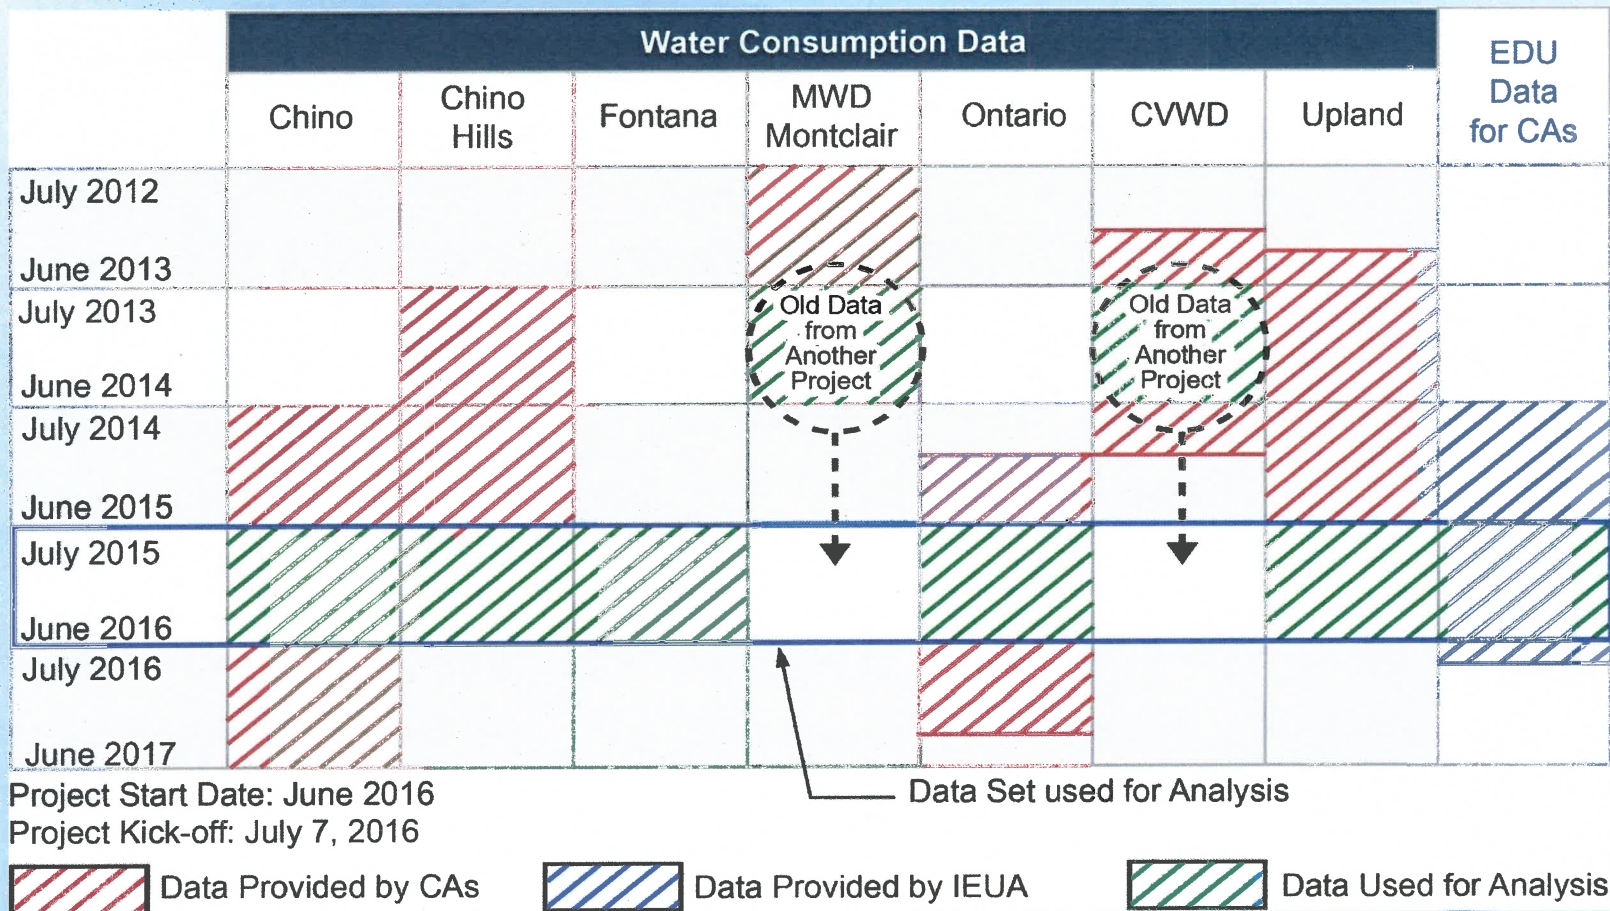 Water Consumption Data
EDU
Data
for CAs
Chino
Chino
Hills
Fontana
MWD
Montclair
Ontario
CVWD
Upland
July 2012
June 2013
July 2013
June 2014
July 2014
June 2015
July 2015
June 2016
July 2016
June 2017
Old Data
from
Another
Project
Old Data
from
Another
Project
Data Set used for Analysis
Project Start Date: June 2016
Project Kick-off: July 7, 2016
Data Provided by CAs
Data Provided by IEUA
Data Used for Analysis